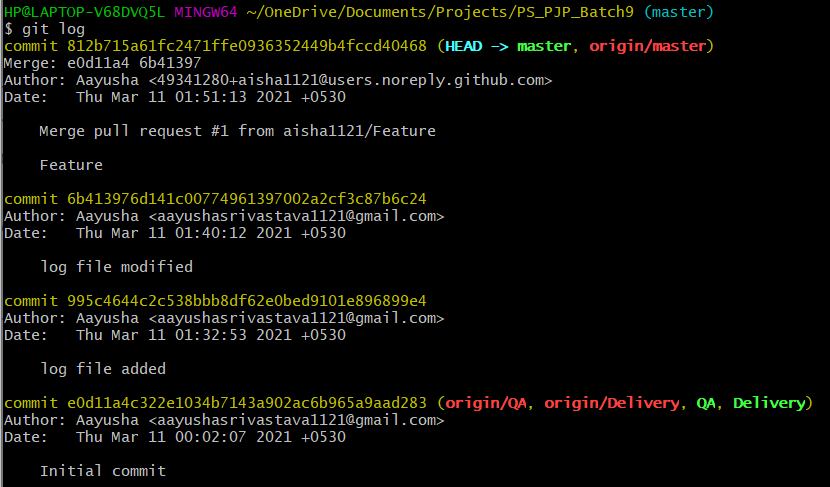 HP@LAPTOP-V68DVQ5L MINGW64 ~/OneDrive/Documents/Projects/PS_PJP_Batch9 (master)
$ git log
commit 812b715a61fc2471ffe0936352449b4fccd40468 (HEAD -> master, origin/master)
Merge: e0d11a4 6b41397
Author: Aayusha <49341280+aisha1121@users.noreply.github.com>
Date:   Thu Mar 11 01:51:13 2021 +0530
Merge pull request #1 from aisha1121/Feature
Feature
commit 6b413976d141c00774961397002a2cf3c87b6c24
Author: Aayusha <aayushasrivastava1121@gmail.com>
Date:   Thu Mar 11 01:40:12 2021 +0530
log file modified
commit 995c4644c2c538bbb8df62e0bed9101e896899e4
Author: Aayusha <aayushasrivastava1121@gmail.com>
Date:   Thu Mar 11 01:32:53 2021 +0530
log file added
commit e0d11a4c322e1034b7143a902ac6b965a9aad283 (origin/QA, origin/Delivery, QA, Delivery)
Author: Aayusha <aayushasrivastava1121@gmail.com>
Date:   Thu Mar 11 00:02:07 2021 +0530
Initial commit